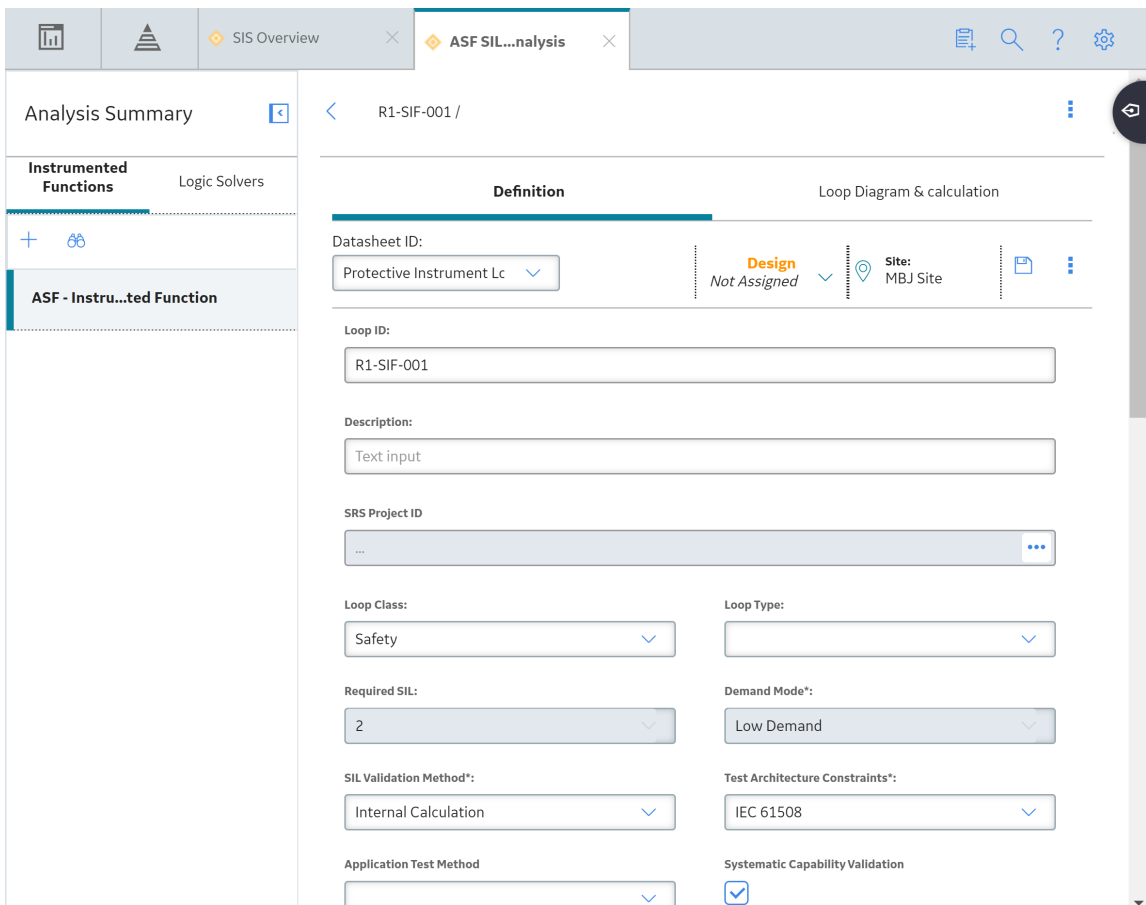 SIS Overview
ASF SIL...nalysis
Analysis Summary
R1-SIF-001 /
Instrumented
Functions
Logic Solvers
Definition
Loop Diagram & calculation
Datasheet ID:
Protective Instrument Lc
Design
Not Assigned
Site:
MBJ Site
ASF - Instru...ted Function
Loop ID:
R1-SIF-001
Description:
Text input
SRS Project ID
...
Loop Class:
Loop Type:
Safety
Required SIL:
Demand Mode*:
2
Low Demand
SIL Validation Method*:
Test Architecture Constraints*:
Internal Calculation
IEC 61508
Application Test Method
Systematic Capability Validation